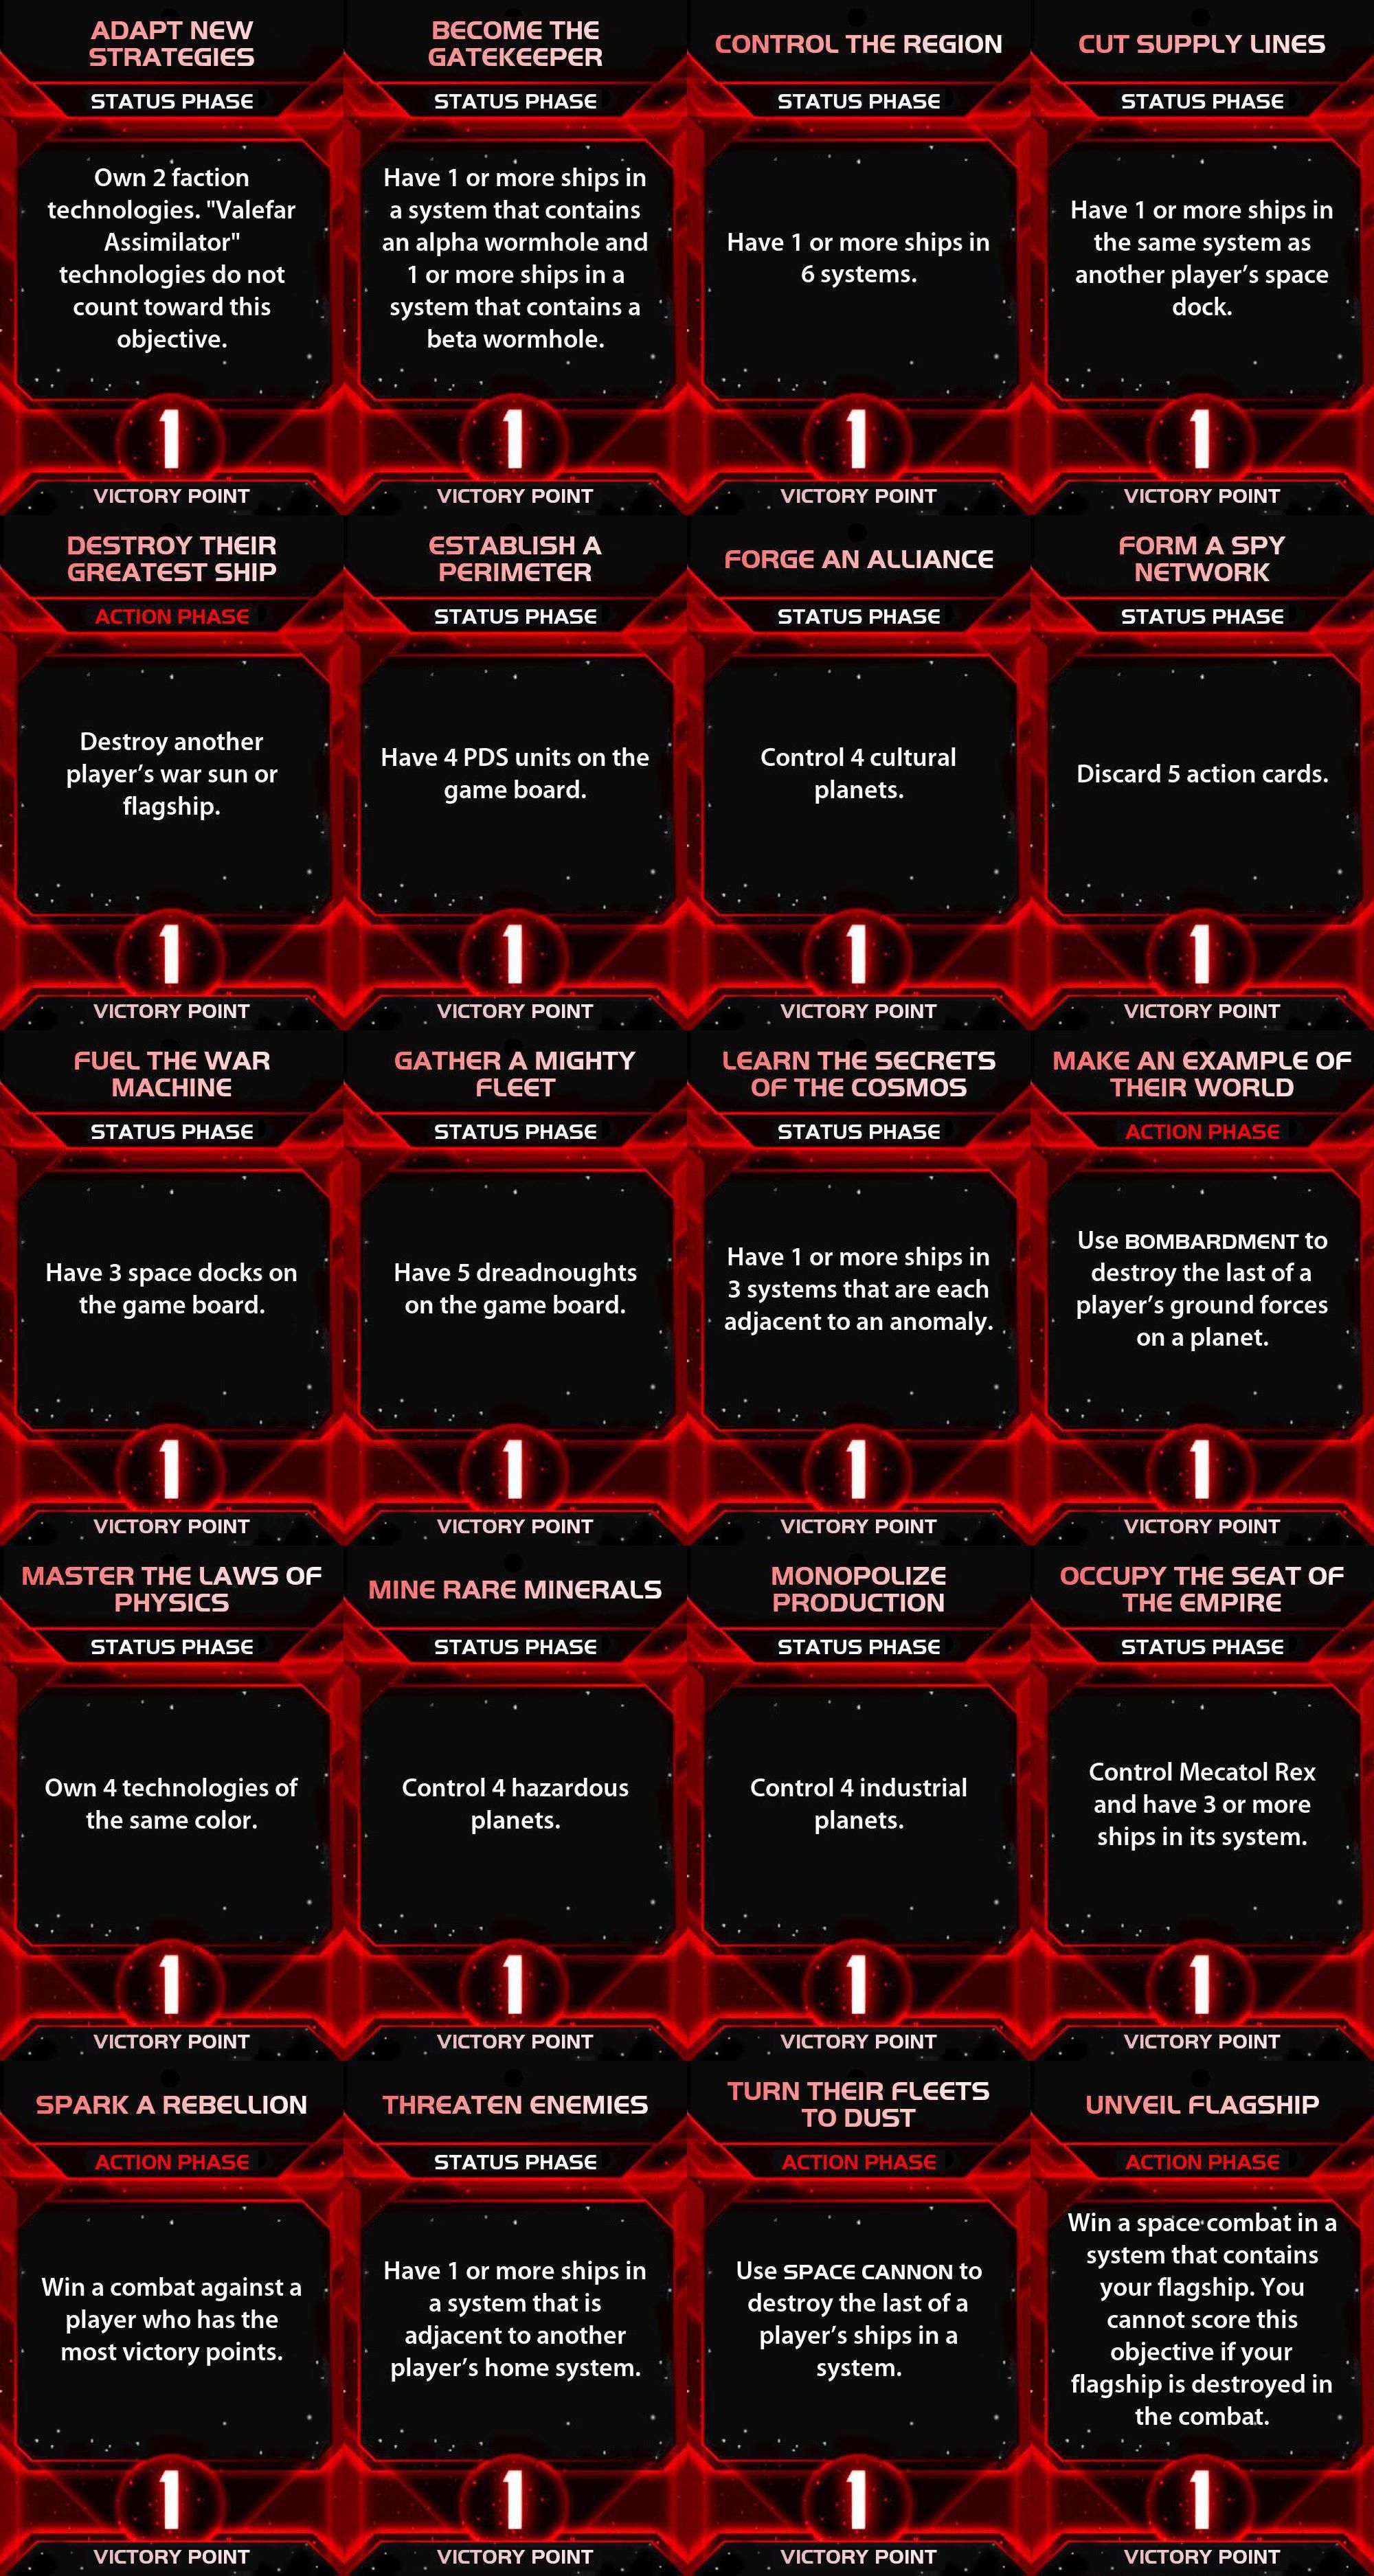 ADAPT NEW
STRATEGIES
STATUS PHASE
Own 2 faction
technologies. "Valefar
Assimilator"
technologies do not
count toward this
objective.
1
VICTORY POINT
BECOME THE
GATEKEEPER
STATUS PHASE
Have 1 or more ships in
a system that contains
an alpha wormhole and
1 or more ships in a
system that contains a
beta wormhole.
1
VICTORY POINT
CONTROL THE REGION
STATUS PHASE
Have 1 or more ships in
6 systems.
1
VICTORY POINT
CUT SUPPLY LINES
STATUS PHASE
Have 1 or more ships in
the same system as
another player’s space
dock.
1
VICTORY POINT
DESTROY THEIR
GREATEST SHIP
ACTION PHASE
Destroy another
player’s war sun or
flagship.
1
VICTORY POINT
ESTABLISH A
PERIMETER
STATUS PHASE
Have 4 PDS units on the
game board.
1
VICTORY POINT
FORGE AN ALLIANCE
STATUS PHASE
Control 4 cultural
planets.
1
VICTORY POINT
FORM A SPY
NETWORK
STATUS PHASE
Discard 5 action cards.
1
VICTORY POINT
FUEL THE WAR
MACHINE
STATUS PHASE
Have 3 space docks on
the game board.
1
VICTORY POINT
GATHER A MIGHTY
FLEET
STATUS PHASE
Have 5 dreadnoughts
on the game board.
1
VICTORY POINT
LEARN THE SECRETS
OF THE COSMOS
STATUS PHASE
Have 1 or more ships in
3 systems that are each
adjacent to an anomaly.
1
VICTORY POINT
MAKE AN EXAMPLE OF
THEIR WORLD
ACTION PHASE
Use BOMBARDMENT to
destroy the last of a
player’s ground forces
on a planet.
1
VICTORY POINT
MASTER THE LAWS OF
PHYSICS
STATUS PHASE
Own 4 technologies of
the same color.
1
VICTORY POINT
MINE RARE MINERALS
STATUS PHASE
Control 4 hazardous
planets.
1
VICTORY POINT
MONOPOLIZE
PRODUCTION
STATUS PHASE
Control 4 industrial
planets.
1
VICTORY POINT
OCCUPY THE SEAT OF
THE EMPIRE
STATUS PHASE
Control Mecatol Rex
and have 3 or more
ships in its system.
1
VICTORY POINT
SPARK A REBELLION
ACTION PHASE
Win a combat against a
player who has the
most victory points.
1
VICTORY POINT
THREATEN ENEMIES
STATUS PHASE
Have 1 or more ships in
a system that is
adjacent to another
player’s home system.
1
VICTORY POINT
TURN THEIR FLEETS
TO DUST
ACTION PHASE
Use SPACE CANNON to
destroy the last of a
player’s ships in a
system.
1
VICTORY POINT
UNVEIL FLAGSHIP
ACTION PHASE
Win a space combat in a
system that contains
your flagship. You
cannot score this
objective if your
flagship is destroyed in
the combat.
1
VICTORY POINT